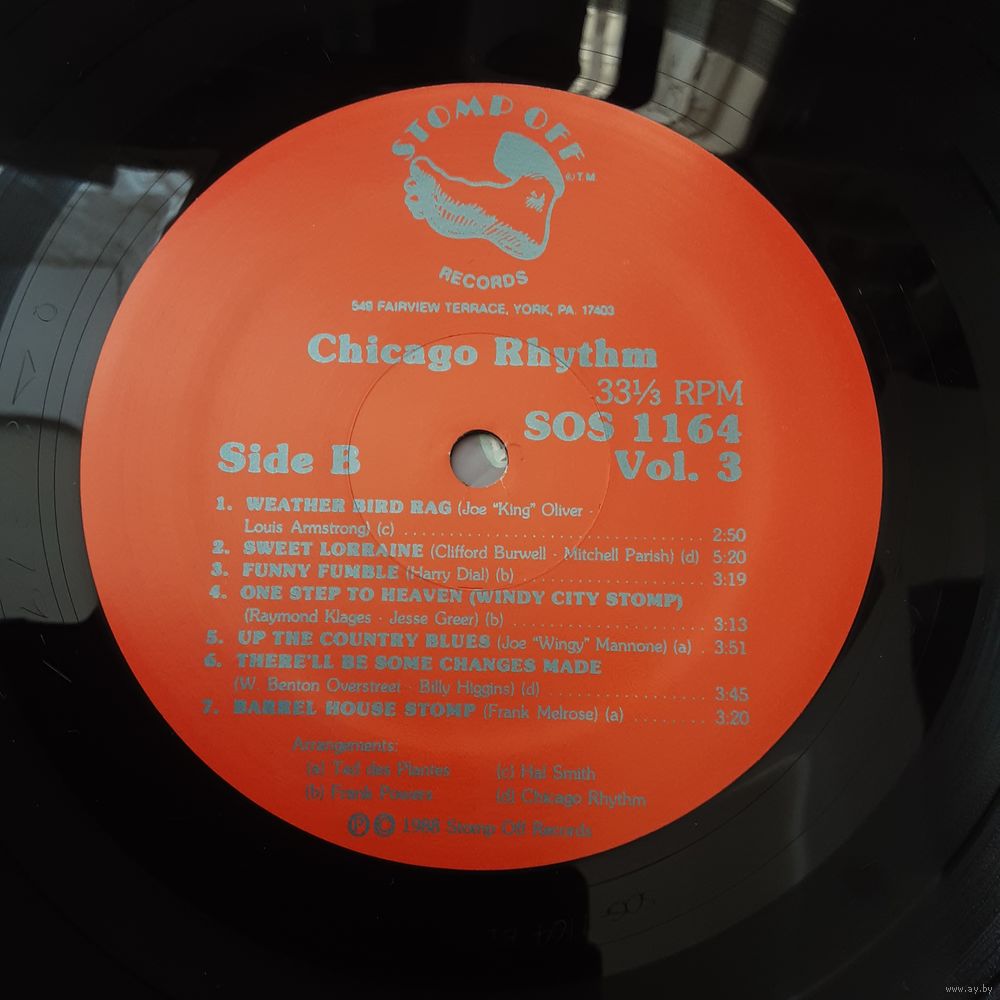 STOMP OFF
©T.M.
RECORDS
549 FAIRVIEW TERRACE, YORK, PA. 17403
Chicago Rhythm
33⅓ RPM
SOS 1164
Side B Vol. 3
1. WEATHER BIRD RAG (Joe "King" Oliver -
Louis Armstrong) (c) 2:50
2. SWEET LORRAINE (Clifford Burwell - Mitchell Parish) (d) 5:20
3. FUNNY FUMBLE (Harry Dial) (b) 3:19
4. ONE STEP TO HEAVEN (WINDY CITY STOMP)
(Raymond Klages - Jesse Greer) (b) 3:13
5. UP THE COUNTRY BLUES (Joe "Wingy" Mannone) (a) . 3:51
6. THERE'LL BE SOME CHANGES MADE
(W. Benton Overstreet - Billy Higgins) (d) 3:45
7. BARREL HOUSE STOMP (Frank Melrose) (a) 3:20
Arrangements:
(a) Ted des Plantes (c) Hal Smith
(b) Frank Powers (d) Chicago Rhythm
℗ © 1988 Stomp Off Records
www.ay.by